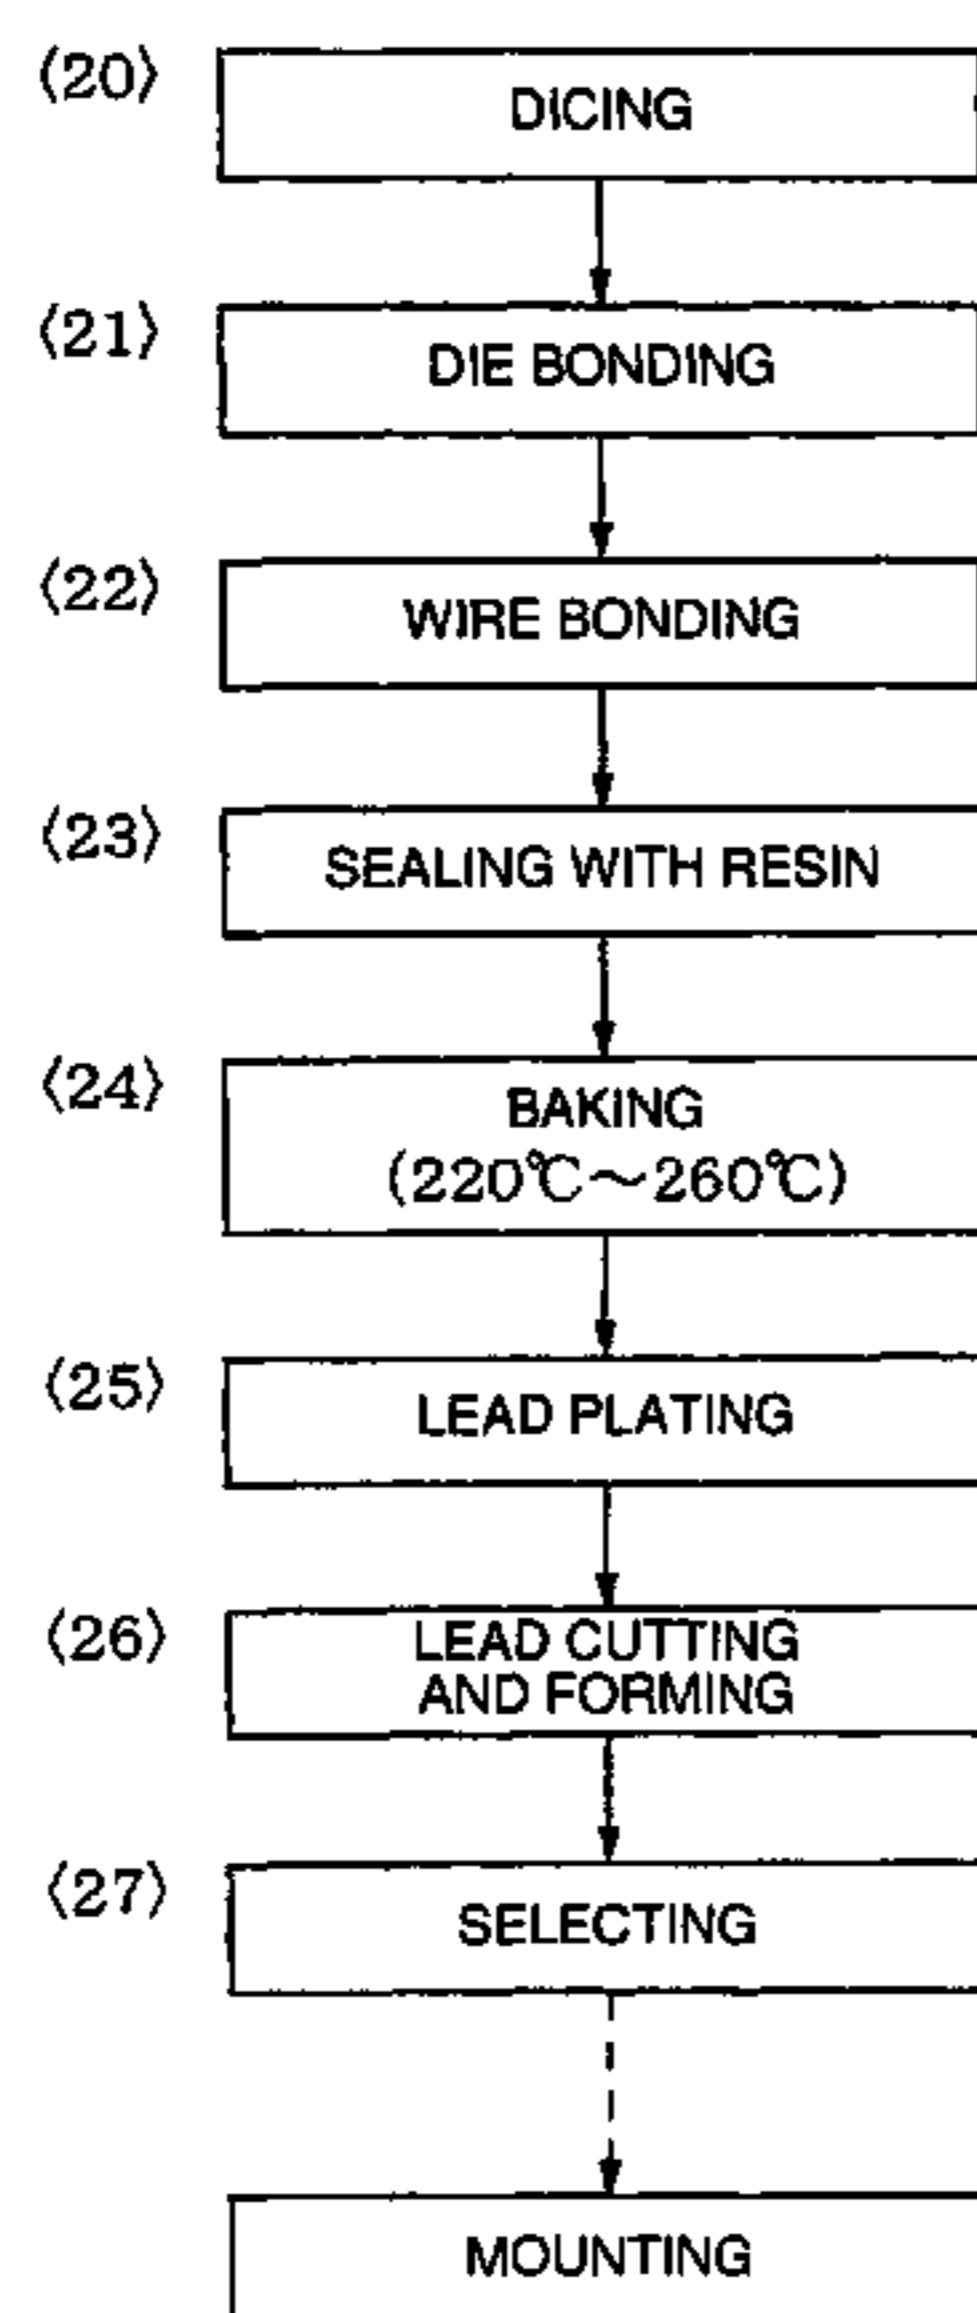 ⟨20⟩ DICING
⟨21⟩ DIE BONDING
⟨22⟩ WIRE BONDING
⟨23⟩ SEALING WITH RESIN
⟨24⟩ BAKING
(220℃～260℃)
⟨25⟩ LEAD PLATING
⟨26⟩ LEAD CUTTING
AND FORMING
⟨27⟩ SELECTING
MOUNTING